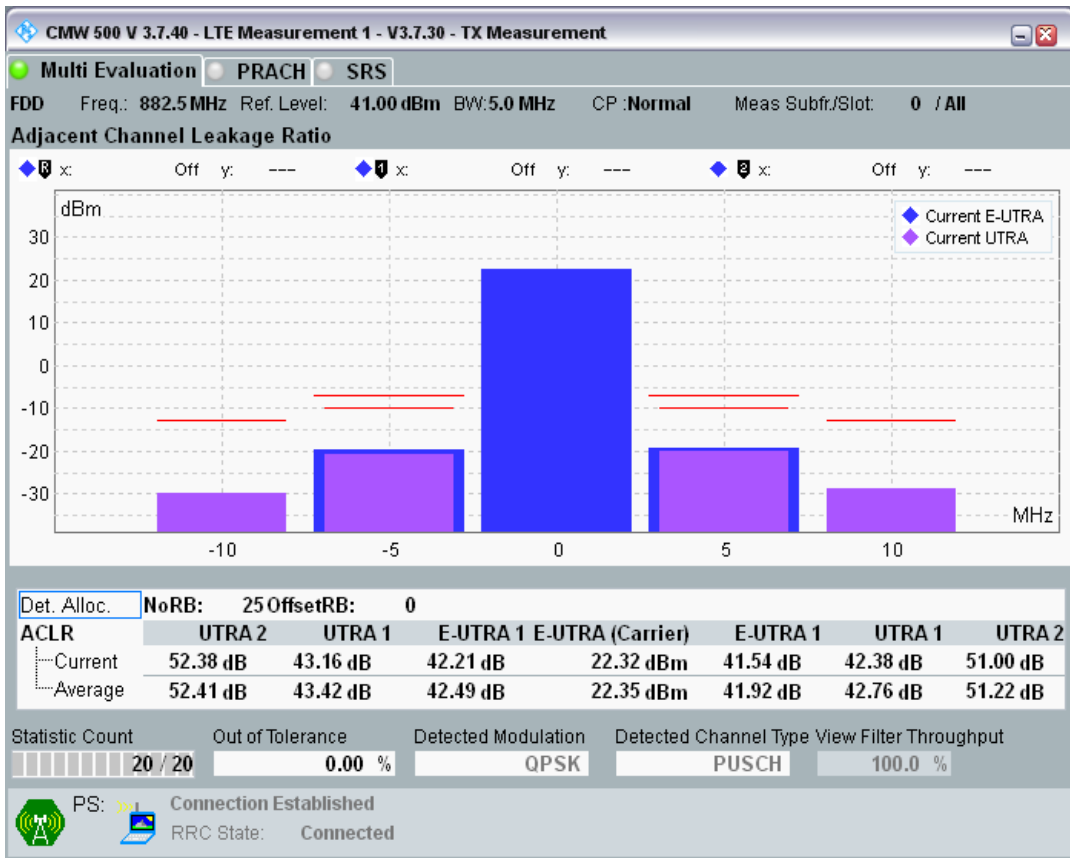 CMW 500 V 3.7.40 - LTE Measurement 1 - V3.7.30 - TX Measurement
Multi Evaluation PRACH SRS
FDD Freq.: 882.5 MHz Ref. Level: 41.00 dBm BW: 5.0 MHz CP : Normal Meas Subfr./Slot: 0 / All
Adjacent Channel Leakage Ratio
R x: Off y: --- 1 x: Off y: --- 2 x: Off y: ---
dBm
Current E-UTRA
Current UTRA
30
20
10
0
-10
-20
-30
MHz
-10 -5 0 5 10
Det. Alloc. NoRB: 25 OffsetRB: 0
ACLR UTRA 2 UTRA 1 E-UTRA 1 E-UTRA (Carrier) E-UTRA 1 UTRA 1 UTRA 2
Current 52.38 dB 43.16 dB 42.21 dB 22.32 dBm 41.54 dB 42.38 dB 51.00 dB
Average 52.41 dB 43.42 dB 42.49 dB 22.35 dBm 41.92 dB 42.76 dB 51.22 dB
Statistic Count Out of Tolerance Detected Modulation Detected Channel Type View Filter Throughput
20 / 20 0.00 % QPSK PUSCH 100.0 %
PS: Connection Established
RRC State: Connected